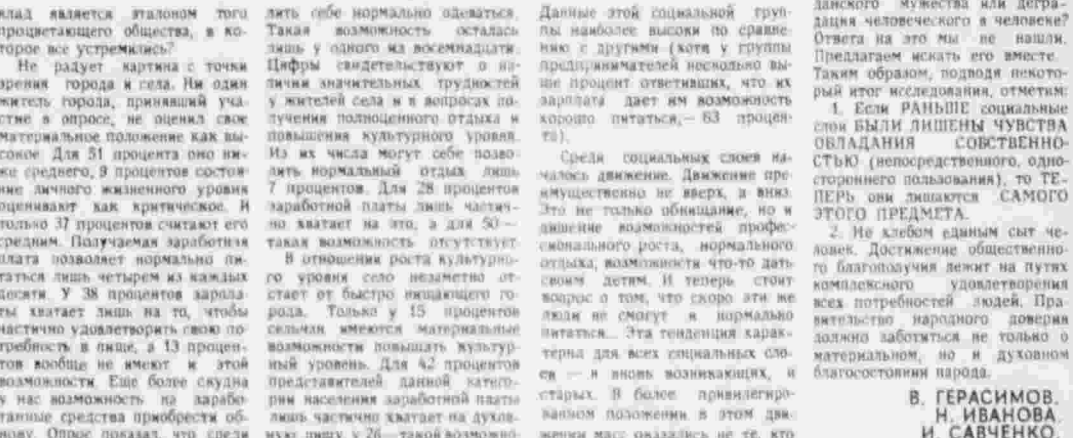 клад является эталоном того
процветающего общества, в ко-
торое все устремились?
Не радует картина с точки
зрения города и села. Ни один
житель города, принявший уча-
стие в опросе, не оценил свое
материальное положение как вы-
сокое. Для 51 процента оно ни-
же среднего, 9 процентов состоя-
ние личного жизненного уровня
оценивают как критическое. И
только 37 процентов считают его
средним. Получаемая заработная
плата позволяет нормально пи-
таться лишь четырем из каждых
десяти. У 38 процентов зарпла-
ты хватает лишь на то, чтобы
частично удовлетворить свою по-
требность в пище, а 13 процен-
тов вообще не имеют и этой
возможности. Еще более скудна
у нас возможность на зарабо-
танные средства приобрести об-
нову. Опрос показал, что среди
лить себе нормально одеваться.
Такая возможность осталась
лишь у одного из восемнадцати.
Цифры свидетельствуют о на-
личии значительных трудностей
у жителей села и в вопросах по-
лучения полноценного отдыха и
повышения культурного уровня.
Из их числа могут себе позво-
лить нормальный отдых лишь
7 процентов. Для 28 процентов
заработной платы лишь частич-
но хватает на это, а для 50 —
такая возможность отсутствует.
В отношении роста культурно-
го уровня село незаметно от-
стает от быстро нищающего го-
рода. Только у 15 процентов
сельчан имеются материальные
возможности повышать культур-
ный уровень. Для 42 процентов
представителей данной катего-
рии населения заработной платы
лишь частично хватает на духов-
ную пищу, у 26 — такой возможно-
Данные этой социальной груп-
пы наиболее высоки по сравне-
нию с другими (хотя у группы
предпринимателей несколько вы-
ше процент ответивших, что их
зарплата дает им возможность
хорошо питаться, — 63 процен-
та).
Среди социальных слоев на-
чалось движение. Движение пре-
имущественно не вверх, а вниз.
Это не только обнищание, но и
лишение возможностей профес-
сионального роста, нормального
отдыха, возможности что-то дать
своим детям. И теперь стоит
вопрос о том, что скоро эти же
люди не смогут и нормально
питаться... Эта тенденция харак-
терна для всех социальных сло-
ев — и вновь возникающих, и
старых. В более привилегиро-
ванном положении в этом дви-
жении масс оказались не те, кто
данского мужества или дегра-
дация человеческого в человеке?
Ответа на это мы не нашли.
Предлагаем искать его вместе.
Таким образом, подводя некото-
рый итог исследования, отметим:
1. Если РАНЬШЕ социальные
слои БЫЛИ ЛИШЕНЫ ЧУВСТВА
ОБЛАДАНИЯ СОБСТВЕННО-
СТЬЮ (непосредственного, одно-
стороннего пользования), то ТЕ-
ПЕРЬ они лишаются САМОГО
ЭТОГО ПРЕДМЕТА.
2. Не хлебом единым сыт че-
ловек. Достижение общественно-
го благополучия лежит на путях
комплексного удовлетворения
всех потребностей людей. Пра-
вительство народного доверия
должно заботиться не только о
материальном, но и духовном
благосостоянии народа.
В. ГЕРАСИМОВ,
Н. ИВАНОВА,
И. САВЧЕНКО,